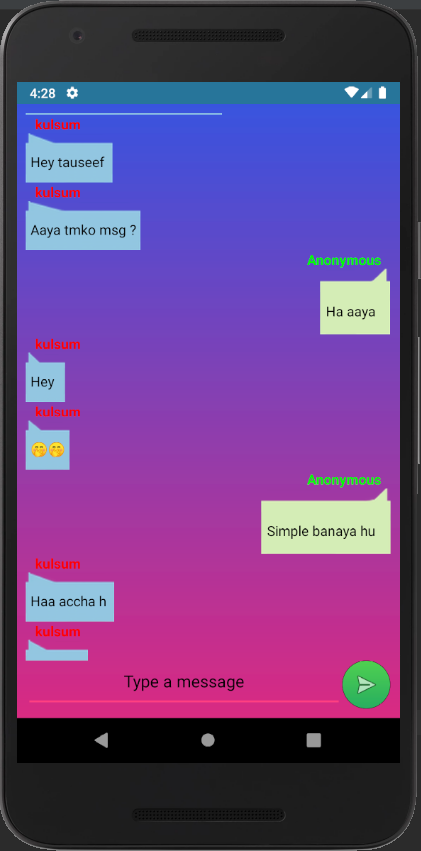 4:28
kulsum
Hey tauseef
kulsum
Aaya tmko msg ?
Anonymous
Ha aaya
kulsum
Hey
kulsum
🤭🤭
Anonymous
Simple banaya hu
kulsum
Haa accha h
kulsum
Type a message